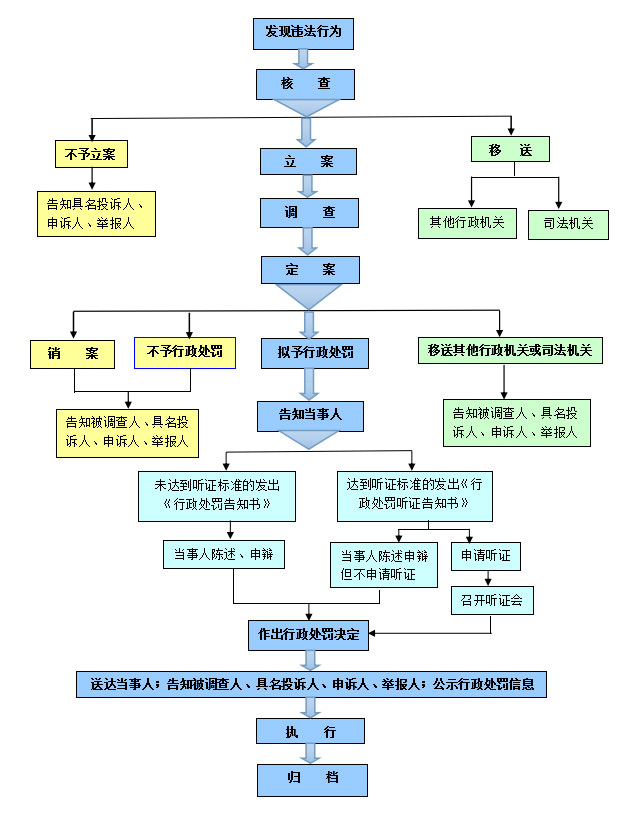 发现违法行为
核 查
不予立案
立 案
移 送
告知具名投诉人、
申诉人、举报人
调 查
其他行政机关
司法机关
定 案
销 案
不予行政处罚
拟予行政处罚
移送其他行政机关或司法机关
告知被调查人、具名投
诉人、申诉人、举报人
告知当事人
告知被调查人、具名投
诉人、申诉人、举报人
未达到听证标准的发出
《行政处罚告知书》
达到听证标准的发出《行
政处罚听证告知书》
当事人陈述、申辩
当事人陈述申辩
但不申请听证
申请听证
召开听证会
作出行政处罚决定
送达当事人；告知被调查人、具名投诉人、申诉人、举报人；公示行政处罚信息
执 行
归 档